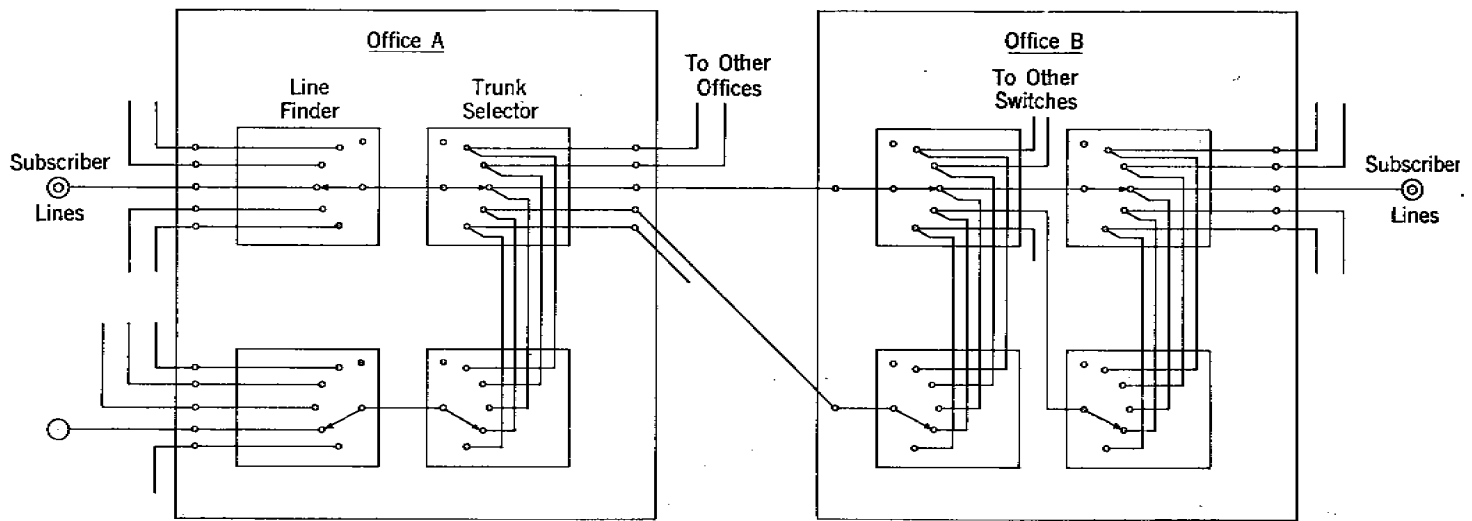 Office A
Office B
Line
Finder
Trunk
Selector
To Other
Offices
To Other
Switches
Subscriber
Lines
Subscriber
Lines